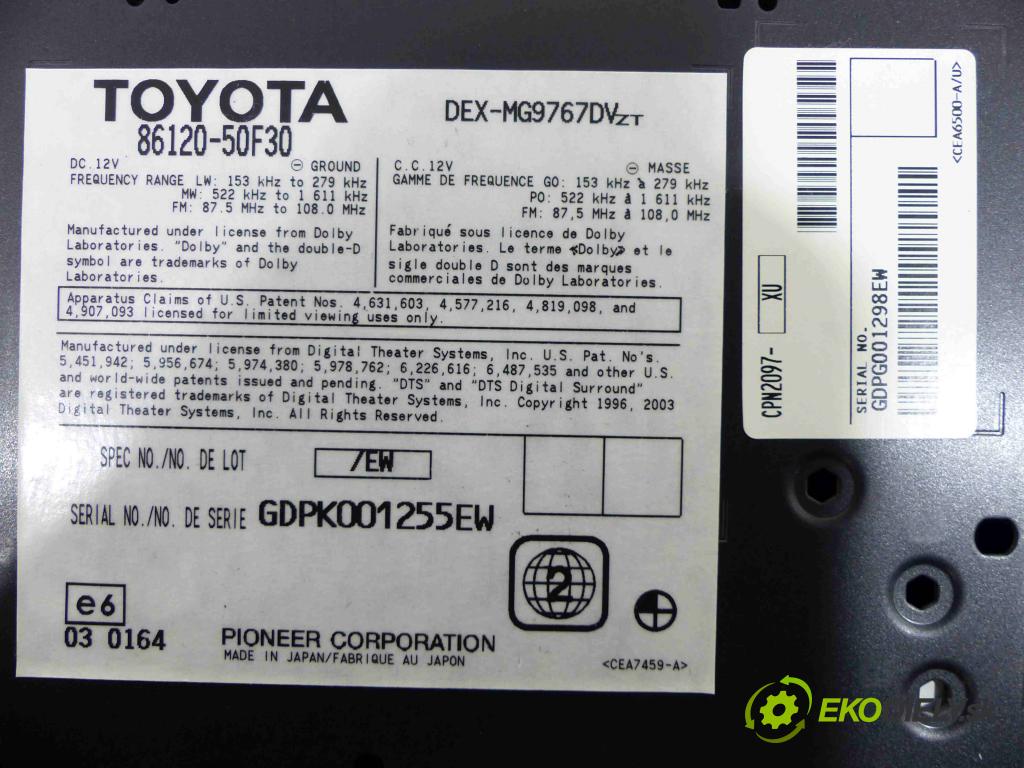 TOYOTA
86120-50F30
DEX-MG9767DVZT
DC.12V ⊖ GROUND
FREQUENCY RANGE LW: 153 kHz to 279 kHz
MW: 522 kHz to 1 611 kHz
FM: 87.5 MHz to 108.0 MHz
C.C.12V ⊖ MASSE
GAMME DE FREQUENCE GO: 153 kHz à 279 kHz
PO: 522 kHz à 1 611 kHz
FM: 87,5 MHz à 108,0 MHz
Manufactured under license from Dolby
Laboratories. "Dolby" and the double-D
symbol are trademarks of Dolby
Laboratories.
Fabriqué sous licence de Dolby
Laboratories. Le terme «Dolby» et le
sigle double D sont des marques
commerciales de Dolby Laboratories.
Apparatus Claims of U.S. Patent Nos. 4,631,603, 4,577,216, 4,819,098, and
4,907,093 licensed for limited viewing uses only.
Manufactured under license from Digital Theater Systems, Inc. U.S. Pat. No's.
5,451,942; 5,956,674; 5,974,380; 5,978,762; 6,226,616; 6,487,535 and other U.S.
and world-wide patents issued and pending. "DTS" and "DTS Digital Surround"
are registered trademarks of Digital Theater Systems, Inc. Copyright 1996, 2003
Digital Theater Systems, Inc. All Rights Reserved.
SPEC NO./NO. DE LOT /EW
SERIAL NO./NO. DE SERIE GDPK001255EW
2
e6
03 0164
PIONEER CORPORATION
MADE IN JAPAN/FABRIQUE AU JAPON
<CEA7459-A>
CPN2097- XU
SERIAL NO.
GDPG001298EW
<CEA6500-A/U>
EKO